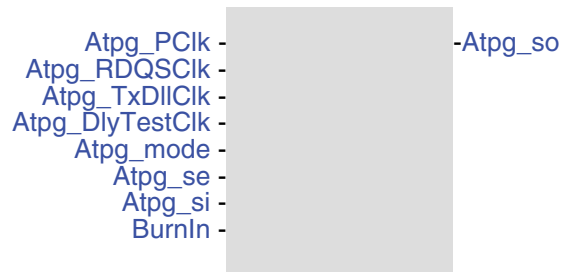 Atpg_PClk -
-Atpg_so
Atpg_RDQSClk -
Atpg_TxDllClk -
Atpg_DlyTestClk -
Atpg_mode -
Atpg_se -
Atpg_si -
BurnIn -